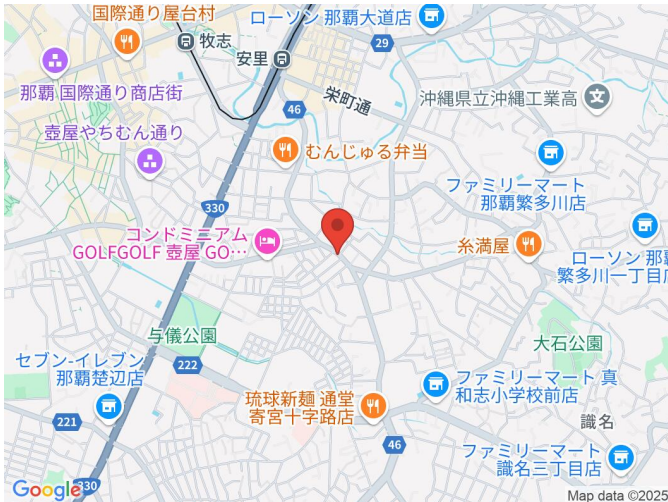 国際通り屋台村
ローソン 那覇大道店
牧志
安里
29
那覇 国際通り商店街
46
栄町通
沖縄県立沖縄工業高
文
壺屋やちむん通り
むんじゅる弁当
ファミリーマート
那覇繁多川店
330
コンドミニアム
GOLFGOLF 壺屋 GO…
糸満屋
ローソン 那覇
繁多川一丁目店
与儀公園
大石公園
222
セブン-イレブン
那覇楚辺店
琉球新麺 通堂
寄宮十字路店
ファミリーマート 真
和志小学校前店
識名
221
46
ファミリーマート
識名三丁目店
330
Google
Map data ©2025